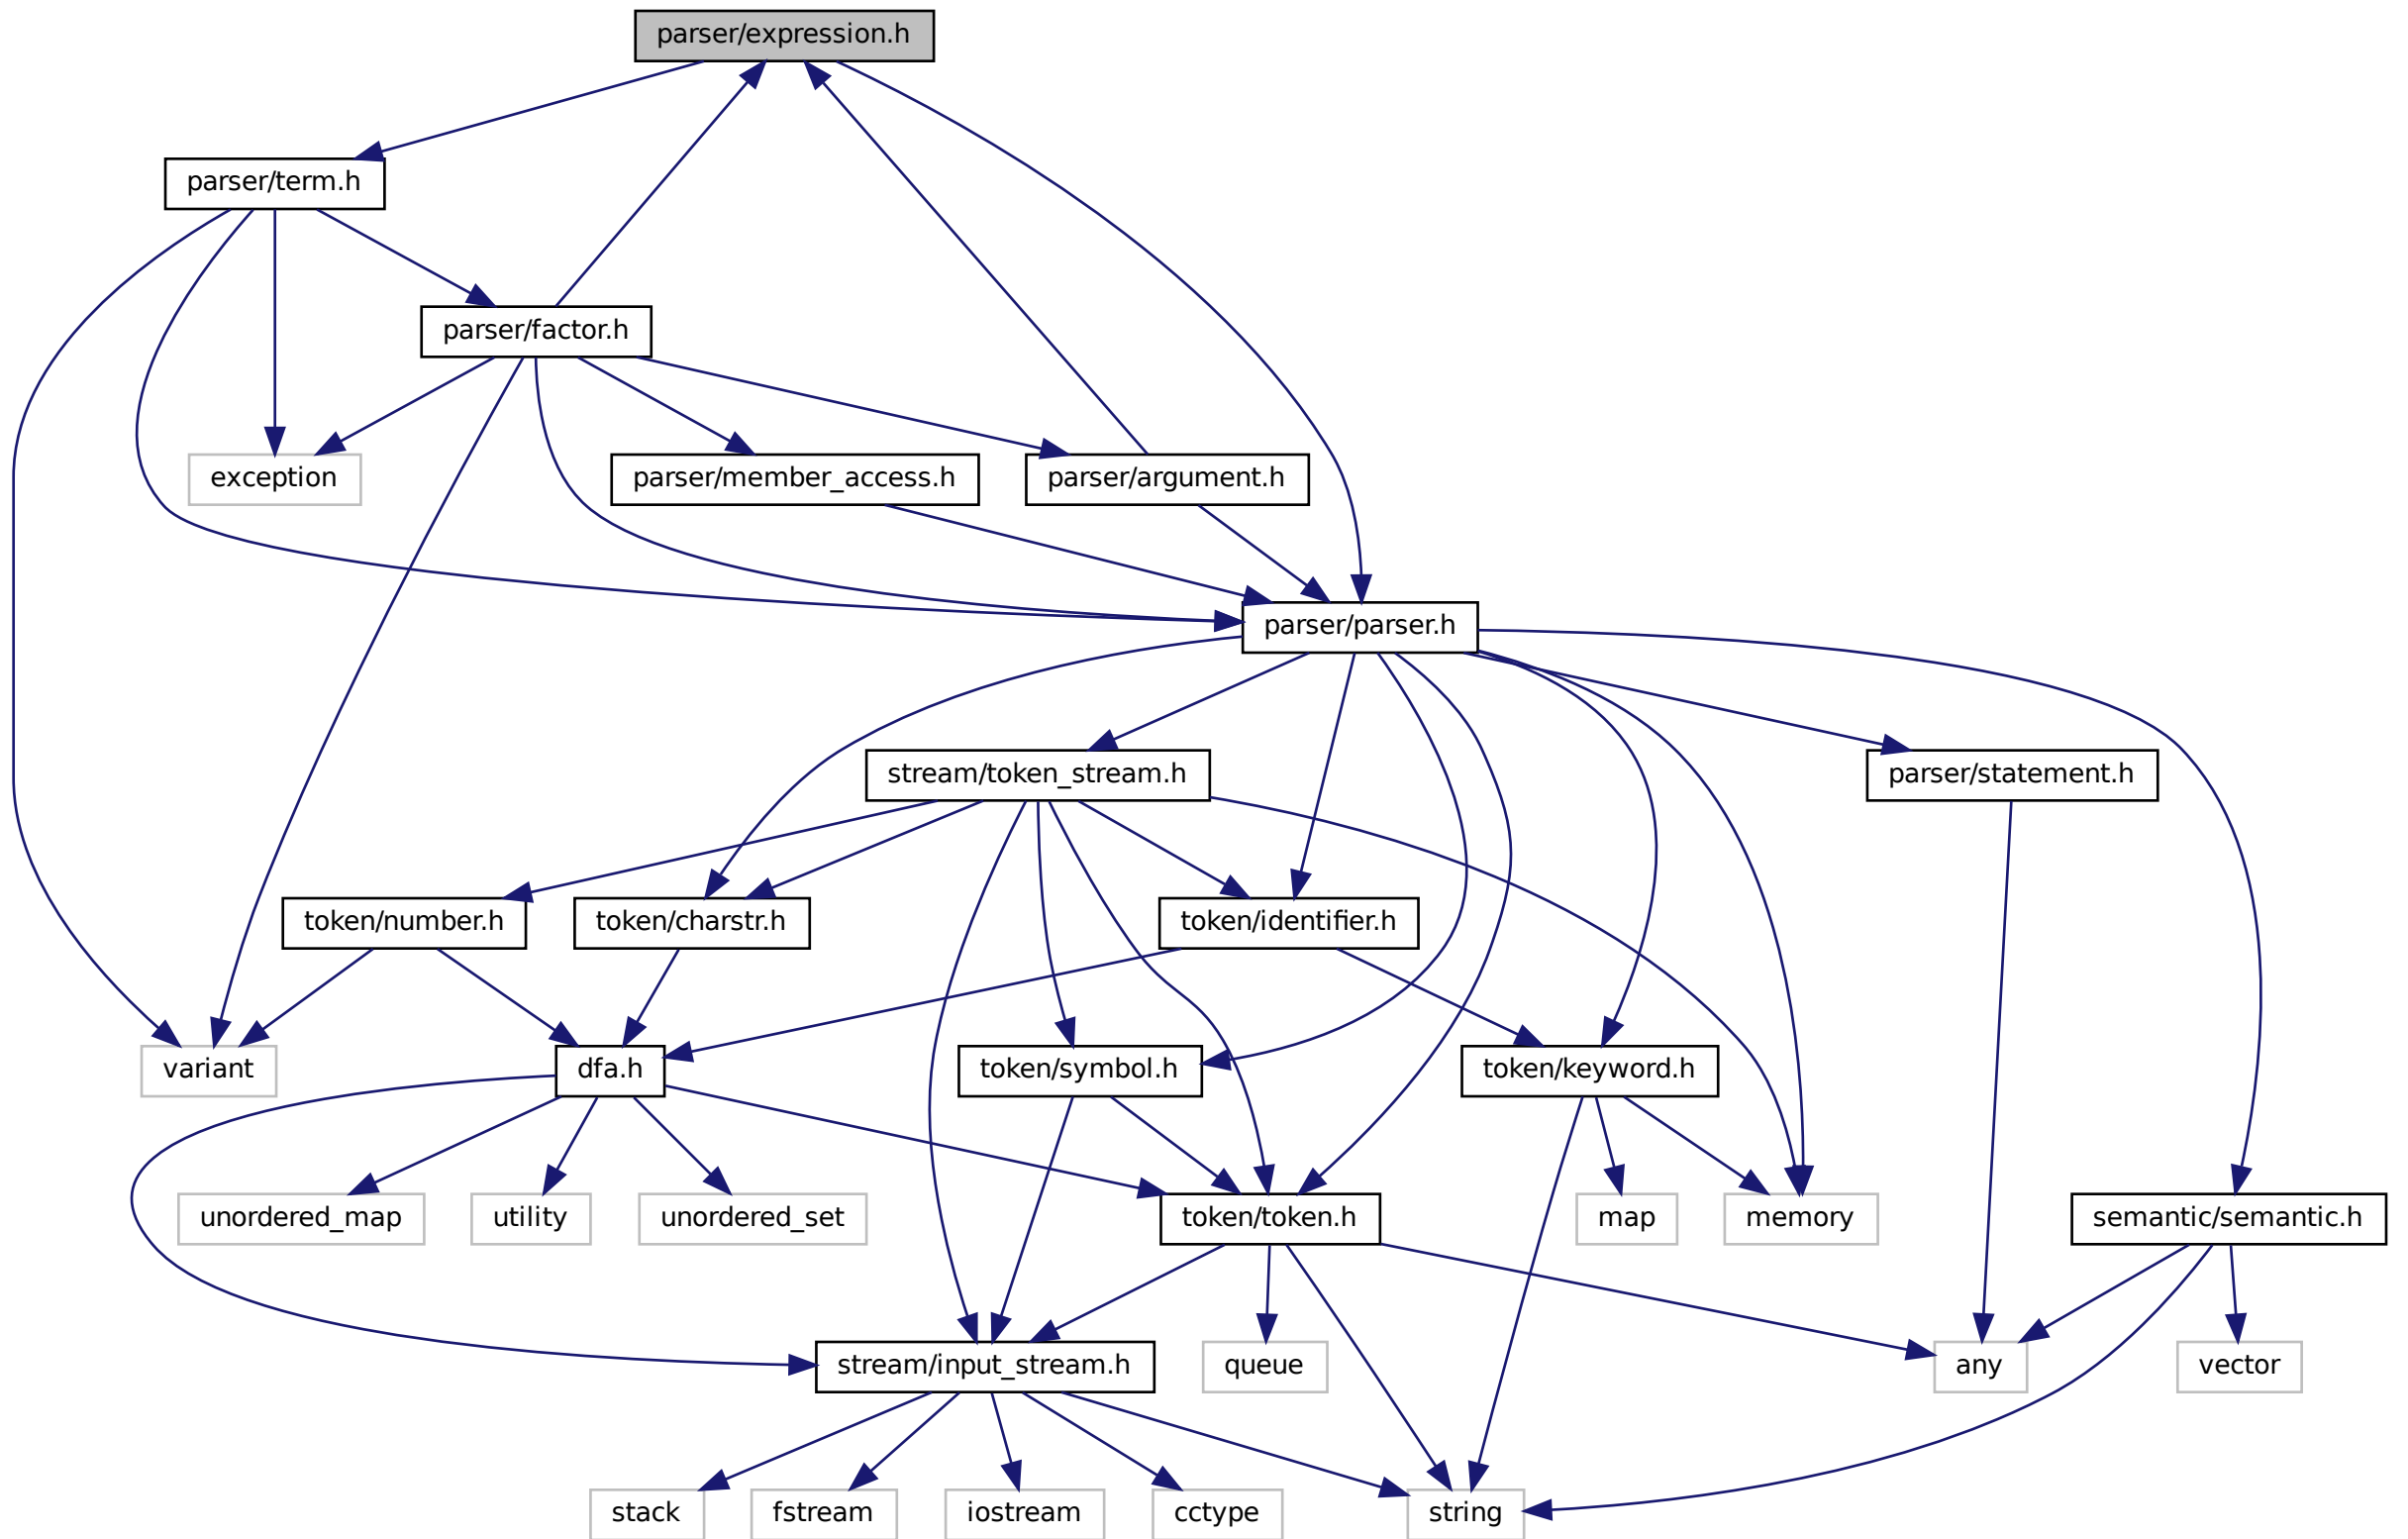 parser/expression.h
parser/term.h
parser/factor.h
exception
parser/member_access.h
parser/argument.h
parser/parser.h
stream/token_stream.h
parser/statement.h
token/number.h
token/charstr.h
token/identifier.h
variant
dfa.h
token/symbol.h
token/keyword.h
unordered_map
utility
unordered_set
token/token.h
map
memory
semantic/semantic.h
stream/input_stream.h
queue
any
vector
stack
fstream
iostream
cctype
string